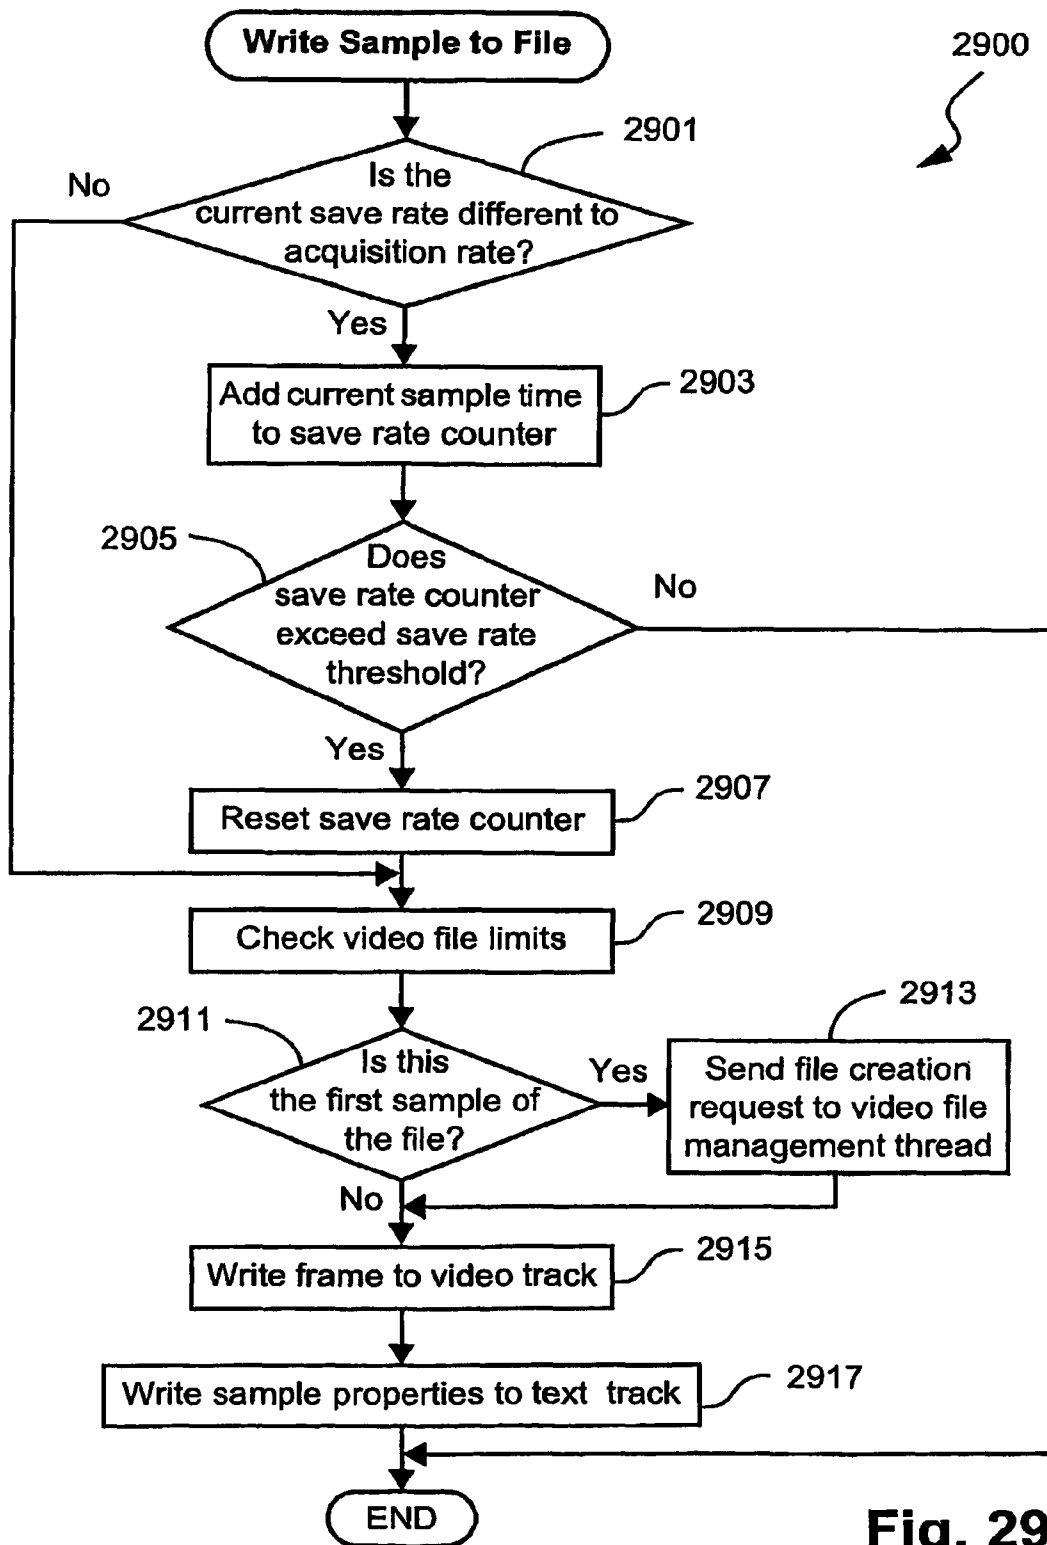 Write Sample to File
2900
2901
Is the
current save rate different to
acquisition rate?
No
Yes
Add current sample time
to save rate counter
2903
2905
Does
save rate counter
exceed save rate
threshold?
No
Yes
Reset save rate counter
2907
Check video file limits
2909
2911
Is this
the first sample of
the file?
Yes
2913
Send file creation
request to video file
management thread
No
Write frame to video track
2915
Write sample properties to text track
2917
END
Fig. 29